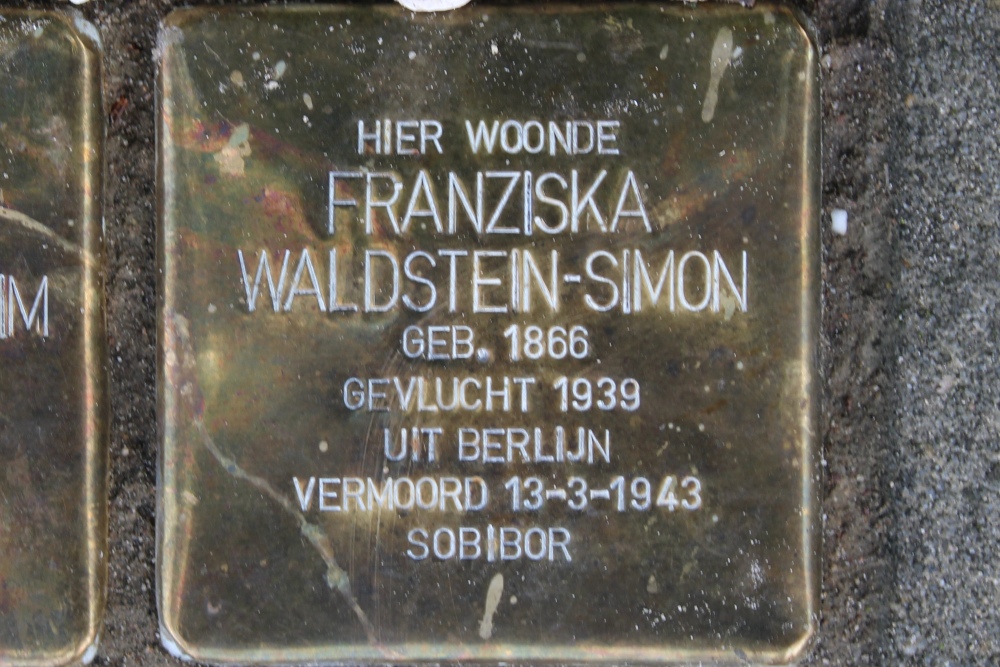 HIER WOONDE
FRANZISKA
WALDSTEIN-SIMON
GEB. 1866
GEVLUCHT 1939
UIT BERLIJN
VERMOORD 13-3-1943
SOBIBOR